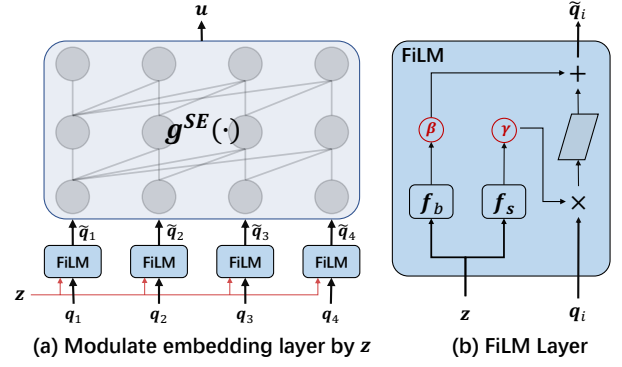 u
g^SE(·)
q̃₁ q̃₂ q̃₃ q̃₄
FiLM FiLM FiLM FiLM
z
q₁ q₂ q₃ q₄
(a) Modulate embedding layer by z
q̃ᵢ
FiLM
+
β γ
f_b f_s ×
z qᵢ
(b) FiLM Layer